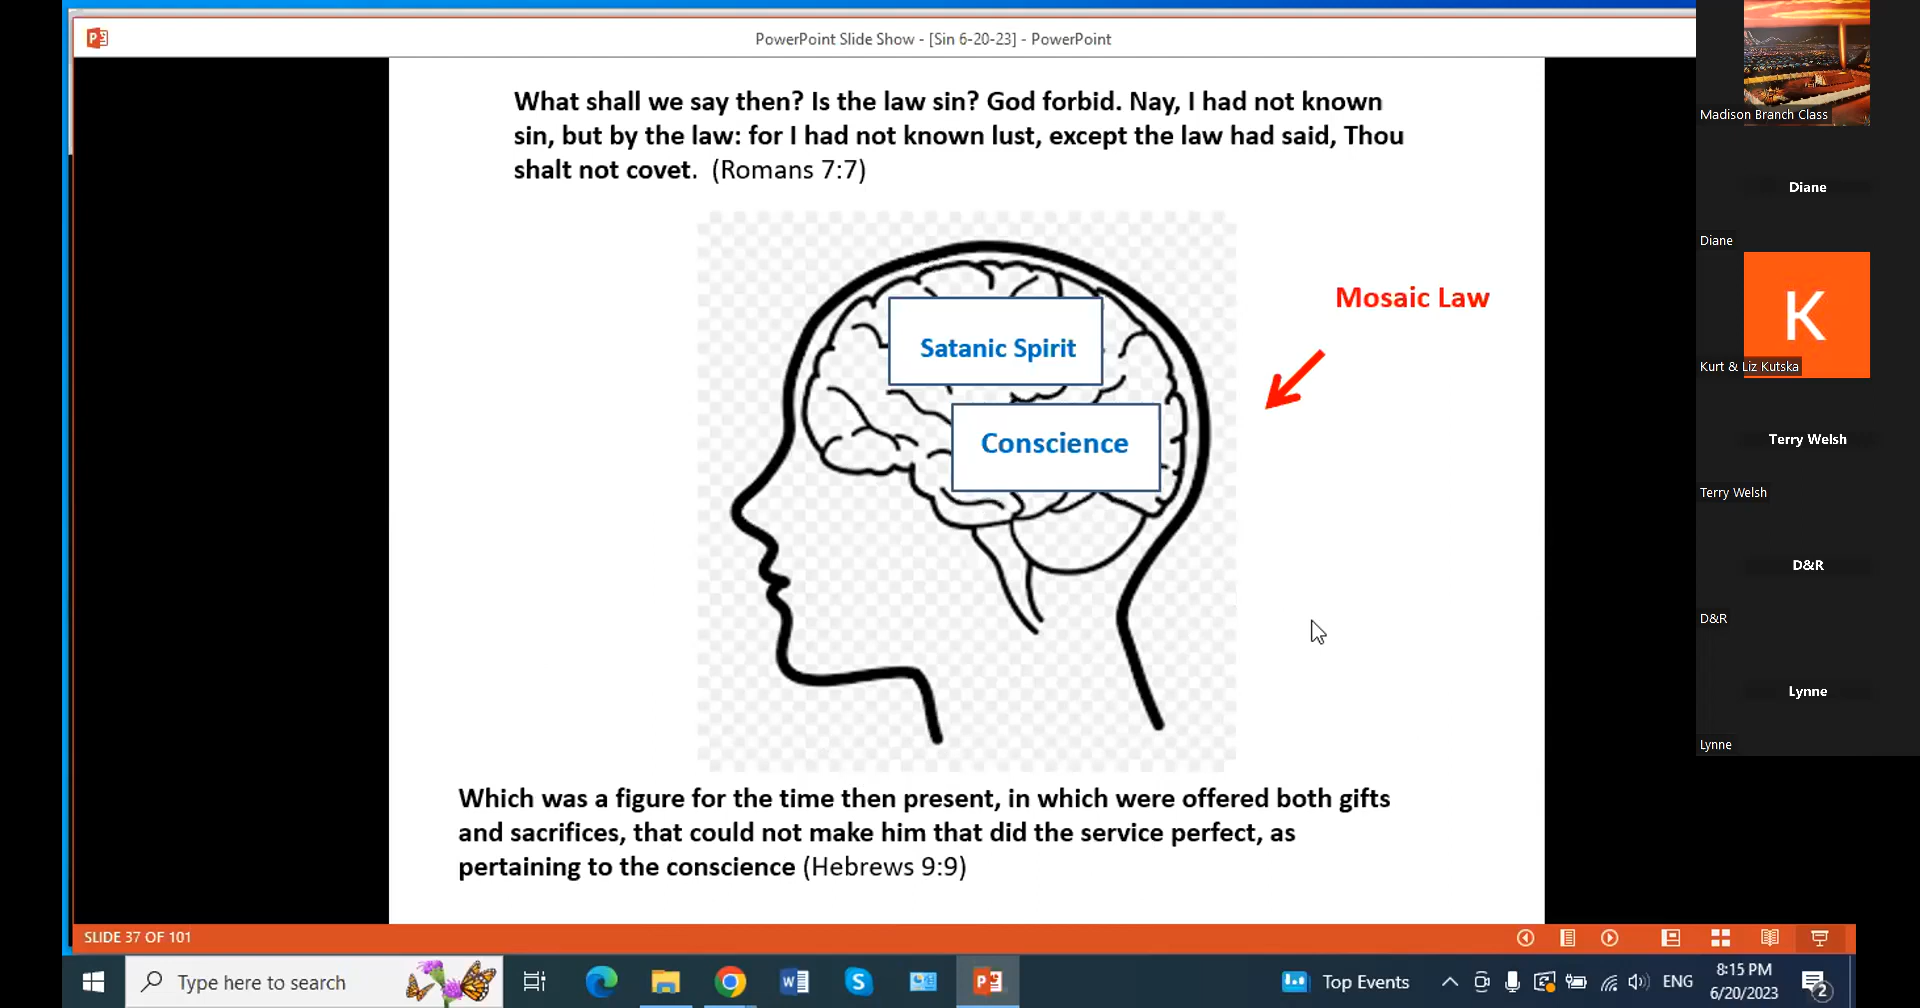 PowerPoint Slide Show - [Sin 6-20-23] - PowerPoint
What shall we say then? Is the law sin? God forbid. Nay, I had not known
sin, but by the law: for I had not known lust, except the law had said, Thou
shalt not covet. (Romans 7:7)
Mosaic Law
Satanic Spirit
Conscience
Which was a figure for the time then present, in which were offered both gifts
and sacrifices, that could not make him that did the service perfect, as
pertaining to the conscience (Hebrews 9:9)
Madison Branch Class
Diane
Diane
K
Kurt & Liz Kutska
Terry Welsh
Terry Welsh
D&R
D&R
Lynne
Lynne
SLIDE 37 OF 101
Type here to search
Top Events
ENG
8:15 PM
6/20/2023
2